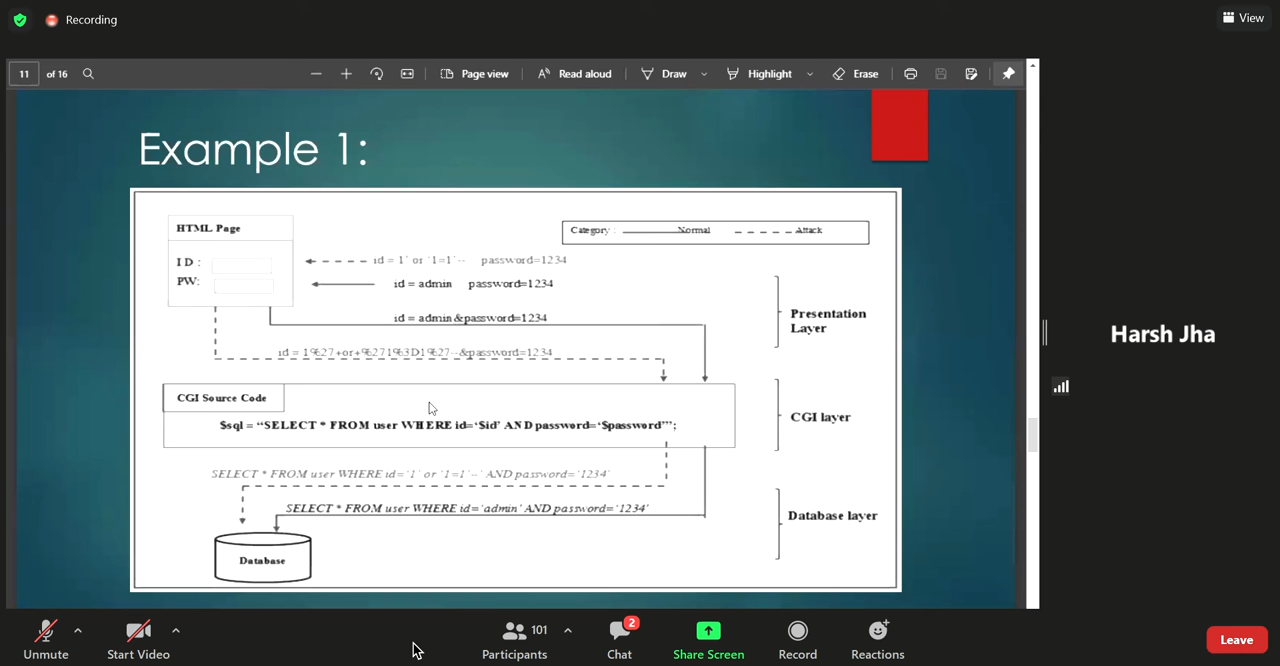 Recording
View
11 of 16
Page view
Read aloud
Draw
Highlight
Erase
Example 1:
HTML Page
Category : Normal Attack
ID :
PW:
id = 1' or '1=1'-- password=1234
id = admin password=1234
id = admin &password=1234
id = 1%27+or+%271%3D1%27--&password=1234
Presentation
Layer
Harsh Jha
CGI Source Code
$sql = “SELECT * FROM user WHERE id=‘$id’ AND password=‘$password’”;
CGI layer
SELECT * FROM user WHERE id=‘1’ or ‘1=1’--’ AND password=‘1234’
SELECT * FROM user WHERE id=‘admin’ AND password=‘1234’
Database layer
Database
Unmute
Start Video
101
Participants
2
Chat
Share Screen
Record
Reactions
Leave